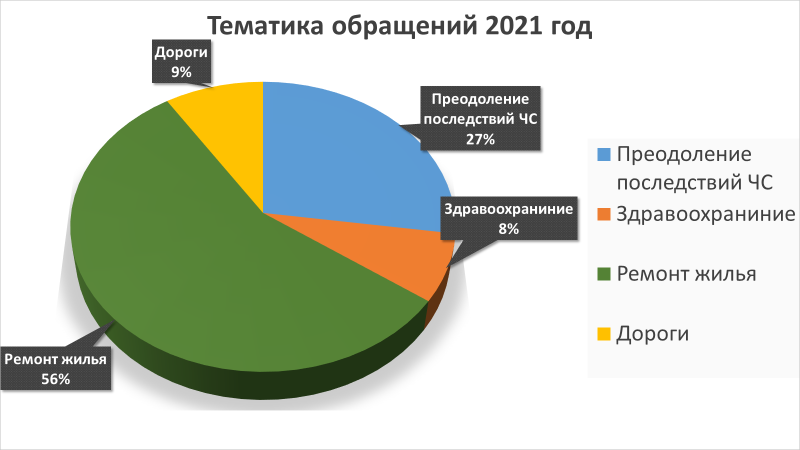 Тематика обращений 2021 год
Дороги
9%
Преодоление
последствий ЧС
27%
Здравоохраниние
8%
Ремонт жилья
56%
Преодоление
последствий ЧС
Здравоохраниние
Ремонт жилья
Дороги